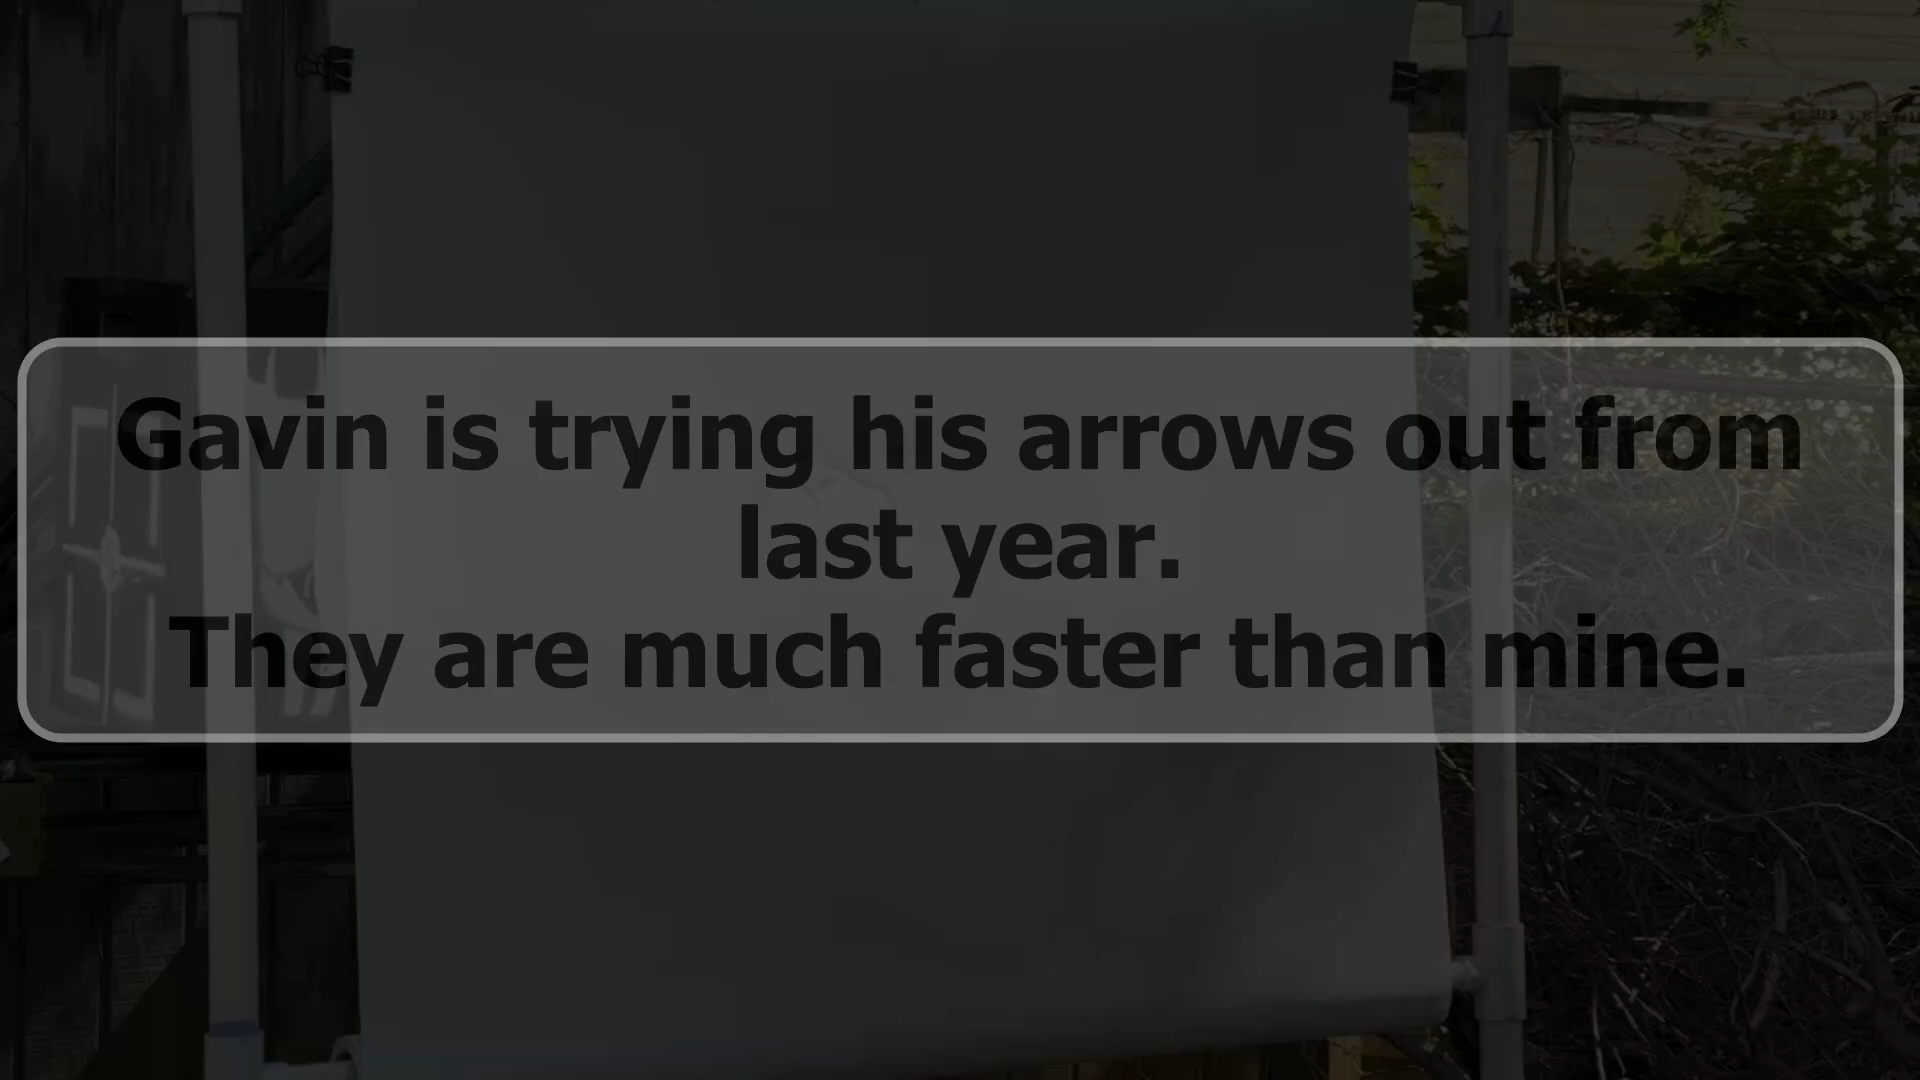 Gavin is trying his arrows out from
last year.
They are much faster than mine.